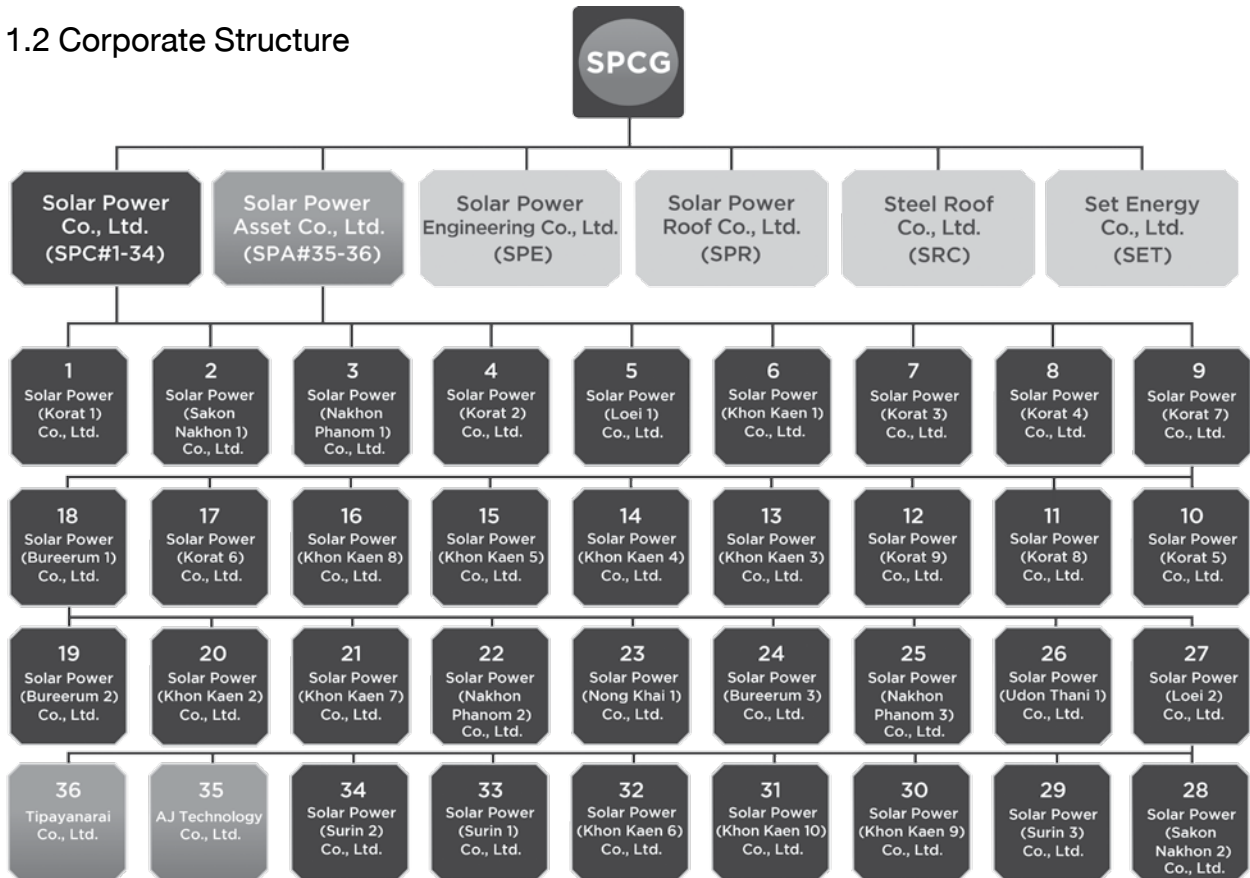 1.2 Corporate Structure
SPCG
Solar Power
Co., Ltd.
(SPC#1-34)
Solar Power
Asset Co., Ltd.
(SPA#35-36)
Solar Power
Engineering Co., Ltd.
(SPE)
Solar Power
Roof Co., Ltd.
(SPR)
Steel Roof
Co., Ltd.
(SRC)
Set Energy
Co., Ltd.
(SET)
1
Solar Power
(Korat 1)
Co., Ltd.
2
Solar Power
(Sakon
Nakhon 1)
Co., Ltd.
3
Solar Power
(Nakhon
Phanom 1)
Co., Ltd.
4
Solar Power
(Korat 2)
Co., Ltd.
5
Solar Power
(Loei 1)
Co., Ltd.
6
Solar Power
(Khon Kaen 1)
Co., Ltd.
7
Solar Power
(Korat 3)
Co., Ltd.
8
Solar Power
(Korat 4)
Co., Ltd.
9
Solar Power
(Korat 7)
Co., Ltd.
18
Solar Power
(Bureerum 1)
Co., Ltd.
17
Solar Power
(Korat 6)
Co., Ltd.
16
Solar Power
(Khon Kaen 8)
Co., Ltd.
15
Solar Power
(Khon Kaen 5)
Co., Ltd.
14
Solar Power
(Khon Kaen 4)
Co., Ltd.
13
Solar Power
(Khon Kaen 3)
Co., Ltd.
12
Solar Power
(Korat 9)
Co., Ltd.
11
Solar Power
(Korat 8)
Co., Ltd.
10
Solar Power
(Korat 5)
Co., Ltd.
19
Solar Power
(Bureerum 2)
Co., Ltd.
20
Solar Power
(Khon Kaen 2)
Co., Ltd.
21
Solar Power
(Khon Kaen 7)
Co., Ltd.
22
Solar Power
(Nakhon
Phanom 2)
Co., Ltd.
23
Solar Power
(Nong Khai 1)
Co., Ltd.
24
Solar Power
(Bureerum 3)
Co., Ltd.
25
Solar Power
(Nakhon
Phanom 3)
Co., Ltd.
26
Solar Power
(Udon Thani 1)
Co., Ltd.
27
Solar Power
(Loei 2)
Co., Ltd.
36
Tipayanarai
Co., Ltd.
35
AJ Technology
Co., Ltd.
34
Solar Power
(Surin 2)
Co., Ltd.
33
Solar Power
(Surin 1)
Co., Ltd.
32
Solar Power
(Khon Kaen 6)
Co., Ltd.
31
Solar Power
(Khon Kaen 10)
Co., Ltd.
30
Solar Power
(Khon Kaen 9)
Co., Ltd.
29
Solar Power
(Surin 3)
Co., Ltd.
28
Solar Power
(Sakon
Nakhon 2)
Co., Ltd.